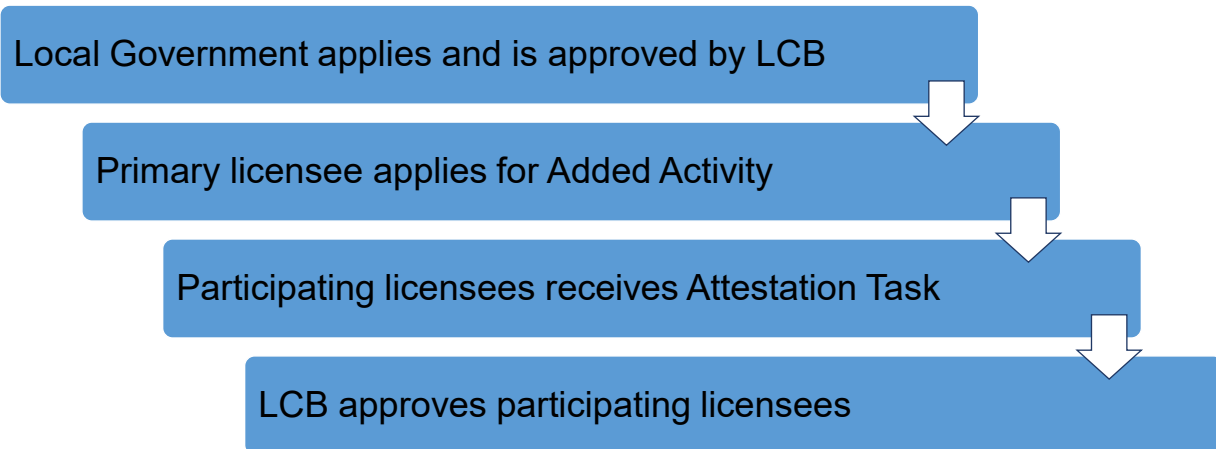 Local Government applies and is approved by LCB
Primary licensee applies for Added Activity
Participating licensees receives Attestation Task
LCB approves participating licensees